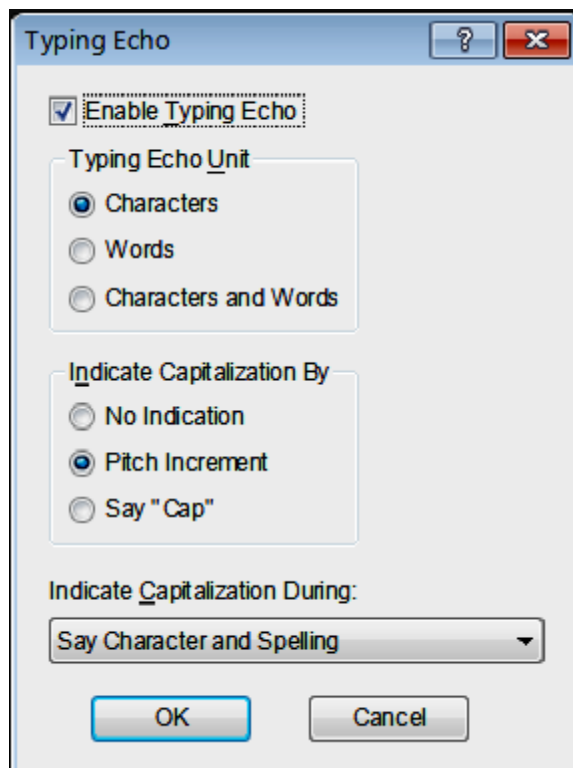 Typing Echo
?
Enable Typing Echo
Typing Echo Unit
Characters
Words
Characters and Words
Indicate Capitalization By
No Indication
Pitch Increment
Say "Cap"
Indicate Capitalization During:
Say Character and Spelling
OK Cancel